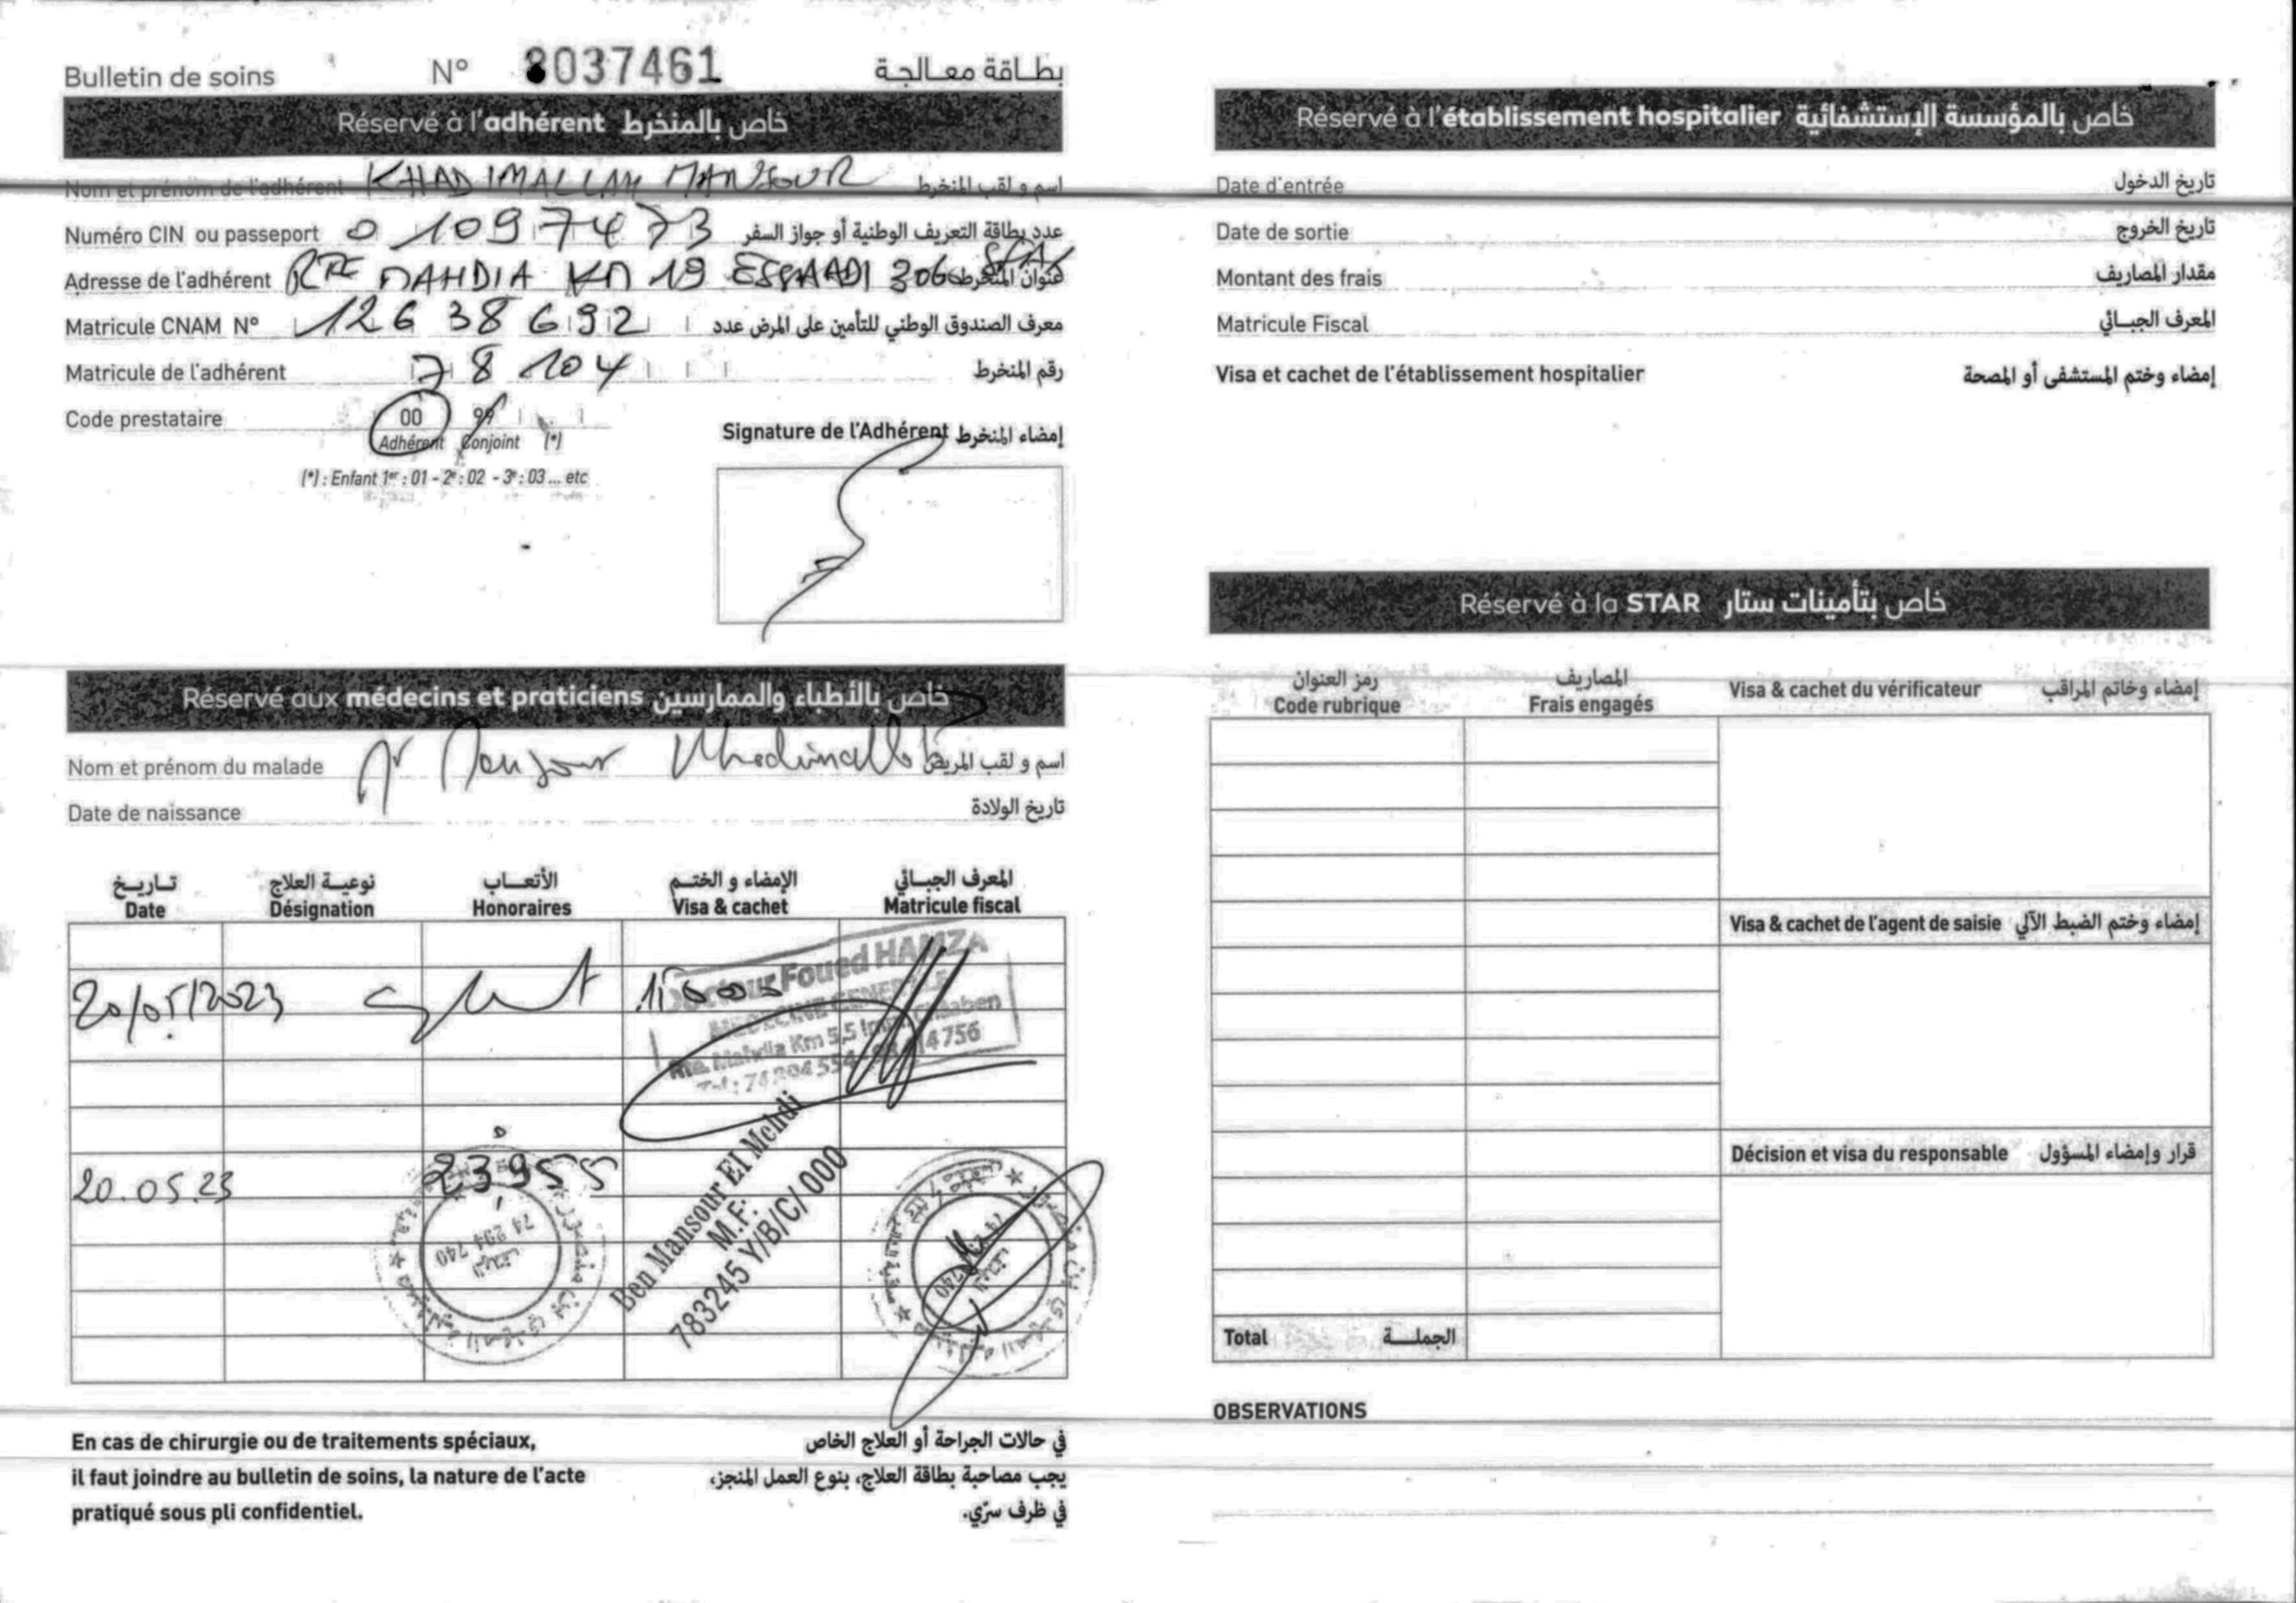 Bulletin de soins N° 8037461 بطاقة معالجة
Réservé à l'adhérent خاص بالمنخرط
Nom et prénom de l'adhérent KHADIMALLAH MANSOUR اسم و لقب المنخرط
Numéro CIN ou passeport 01097473 عدد بطاقة التعريف الوطنية أو جواز السفر
Adresse de l'adhérent RTE MAHDIA KM 19 ESSAADI 306 SFAX عنوان المنخرط
Matricule CNAM N° 12638692 معرف الصندوق الوطني للتأمين على المرض عدد
Matricule de l'adhérent 78104 رقم المنخرط
Code prestataire 00 99
Adhérent Conjoint (*)
(*) : Enfant 1er : 01 - 2e : 02 - 3e : 03 ... etc
Signature de l'Adhérent إمضاء المنخرط
Réservé aux médecins et praticiens خاص بالأطباء والممارسين
Nom et prénom du malade Mr Mansour Khadimallah اسم و لقب المريض
Date de naissance تاريخ الولادة
تاريخ نوعية العلاج الأتعاب الإمضاء و الختم المعرف الجبائي
Date Désignation Honoraires Visa & cachet Matricule fiscal
20/05/2023
Docteur Foued HAMZA
MEDECINE GENERALE
Rte. Mahdia Km 5,5 Imm. Chaaben
Tel : 74 204 554
20.05.23 23,955
74 294 740
Ben Mansour El Mehdi
M.F:
783245 Y/B/C/ 000
En cas de chirurgie ou de traitements spéciaux,
il faut joindre au bulletin de soins, la nature de l'acte
pratiqué sous pli confidentiel.
في حالات الجراحة أو العلاج الخاص
يجب مصاحبة بطاقة العلاج، بنوع العمل المنجز،
في ظرف سرّي.
Réservé à l'établissement hospitalier خاص بالمؤسسة الإستشفائية
Date d'entrée تاريخ الدخول
Date de sortie تاريخ الخروج
Montant des frais مقدار المصاريف
Matricule Fiscal المعرف الجبائي
Visa et cachet de l'établissement hospitalier إمضاء وختم المستشفى أو المصحة
Réservé à la STAR خاص بتأمينات ستار
رمز العنوان المصاريف
Code rubrique Frais engagés Visa & cachet du vérificateur إمضاء وخاتم المراقب
Visa & cachet de l'agent de saisie إمضاء وختم الضبط الآلي
Décision et visa du responsable قرار وإمضاء المسؤول
Total الجملة
OBSERVATIONS